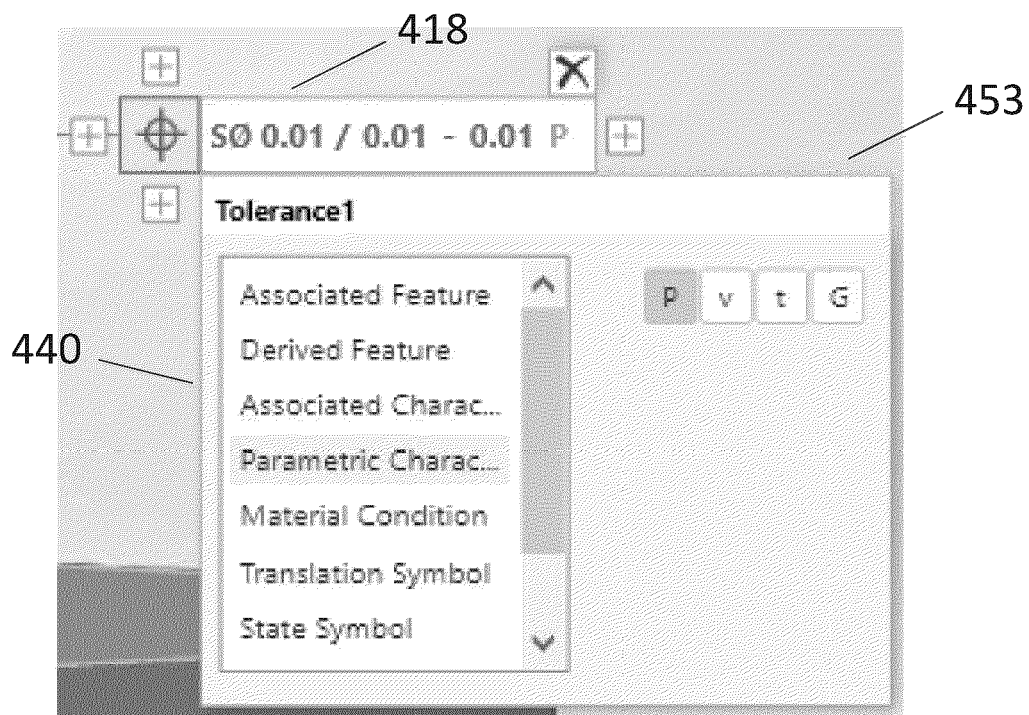 418
453
SØ 0.01 / 0.01 - 0.01 P
Tolerance1
Associated Feature
P v t G
Derived Feature
440
Associated Charac...
Parametric Charac...
Material Condition
Translation Symbol
State Symbol